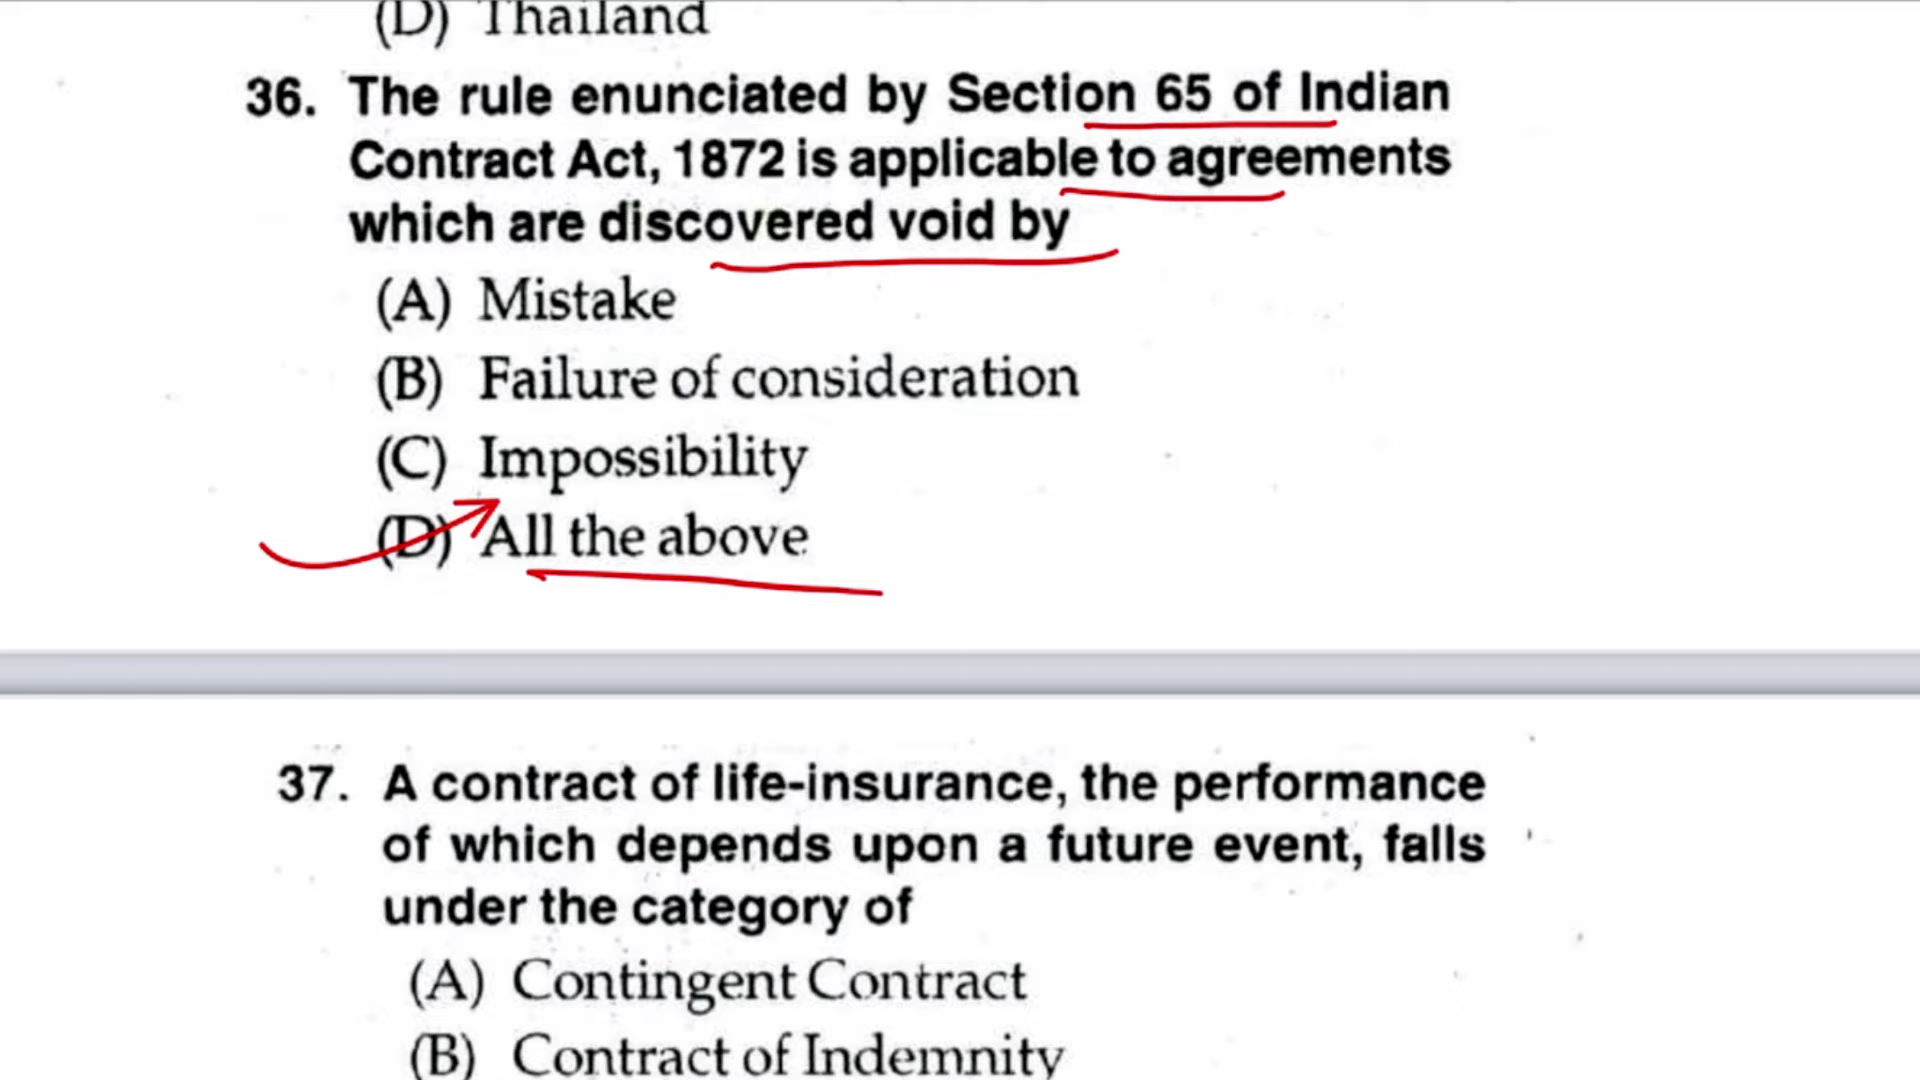 (D) Thailand
36. The rule enunciated by Section 65 of Indian
Contract Act, 1872 is applicable to agreements
which are discovered void by
(A) Mistake
(B) Failure of consideration
(C) Impossibility
(D) All the above
37. A contract of life-insurance, the performance
of which depends upon a future event, falls
under the category of
(A) Contingent Contract
(B) Contract of Indemnity